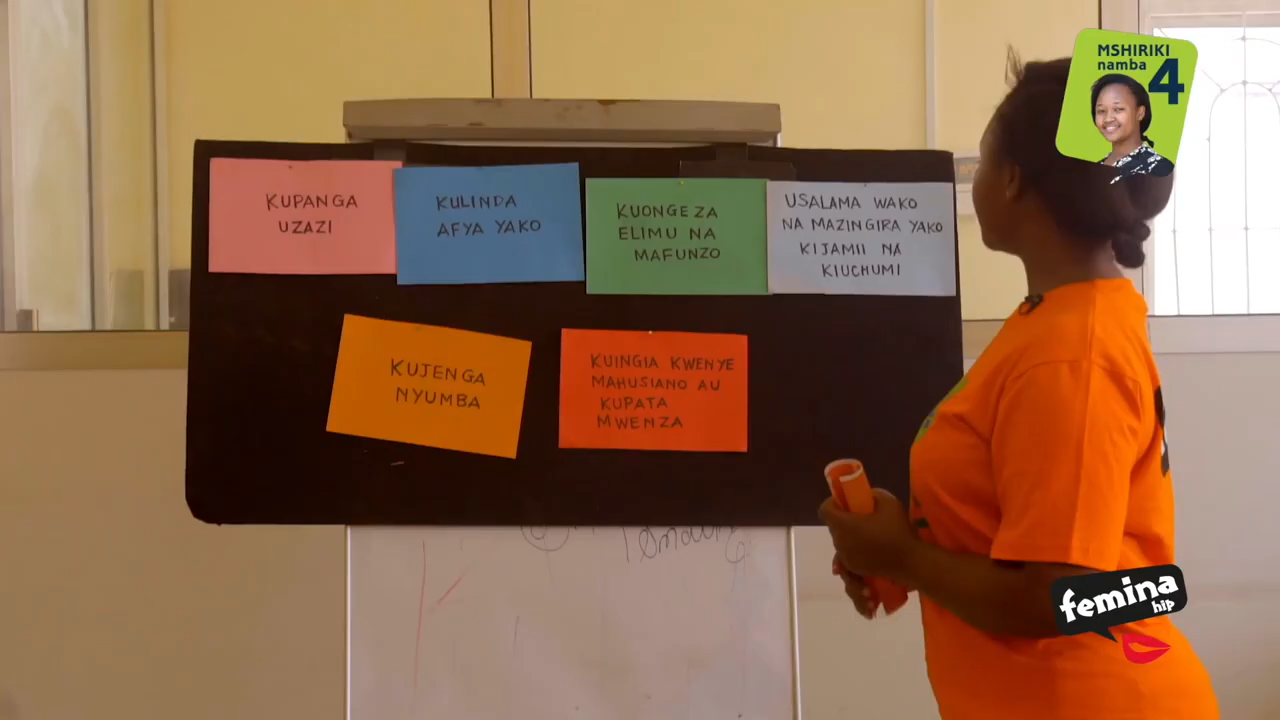 MSHIRIKI
namba 4
KUPANGA
UZAZI
KULINDA
AFYA YAKO
KUONGEZA
ELIMU NA
MAFUNZO
USALAMA WAKO
NA MAZINGIRA YAKO
KIJAMII NA
KIUCHUMI
KUJENGA
NYUMBA
KUINGIA KWENYE
MAHUSIANO AU
KUPATA
MWENZA
femina
hip